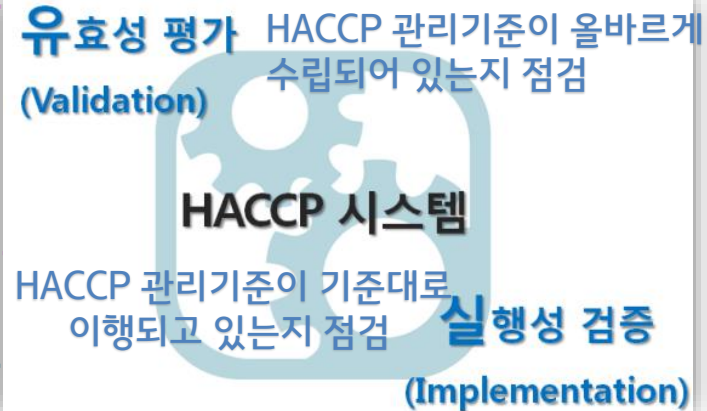 유효성 평가
(Validation)
HACCP 관리기준이 올바르게
수립되어 있는지 점검
HACCP 시스템
HACCP 관리기준이 기준대로
이행되고 있는지 점검
실행성 검증
(Implementation)